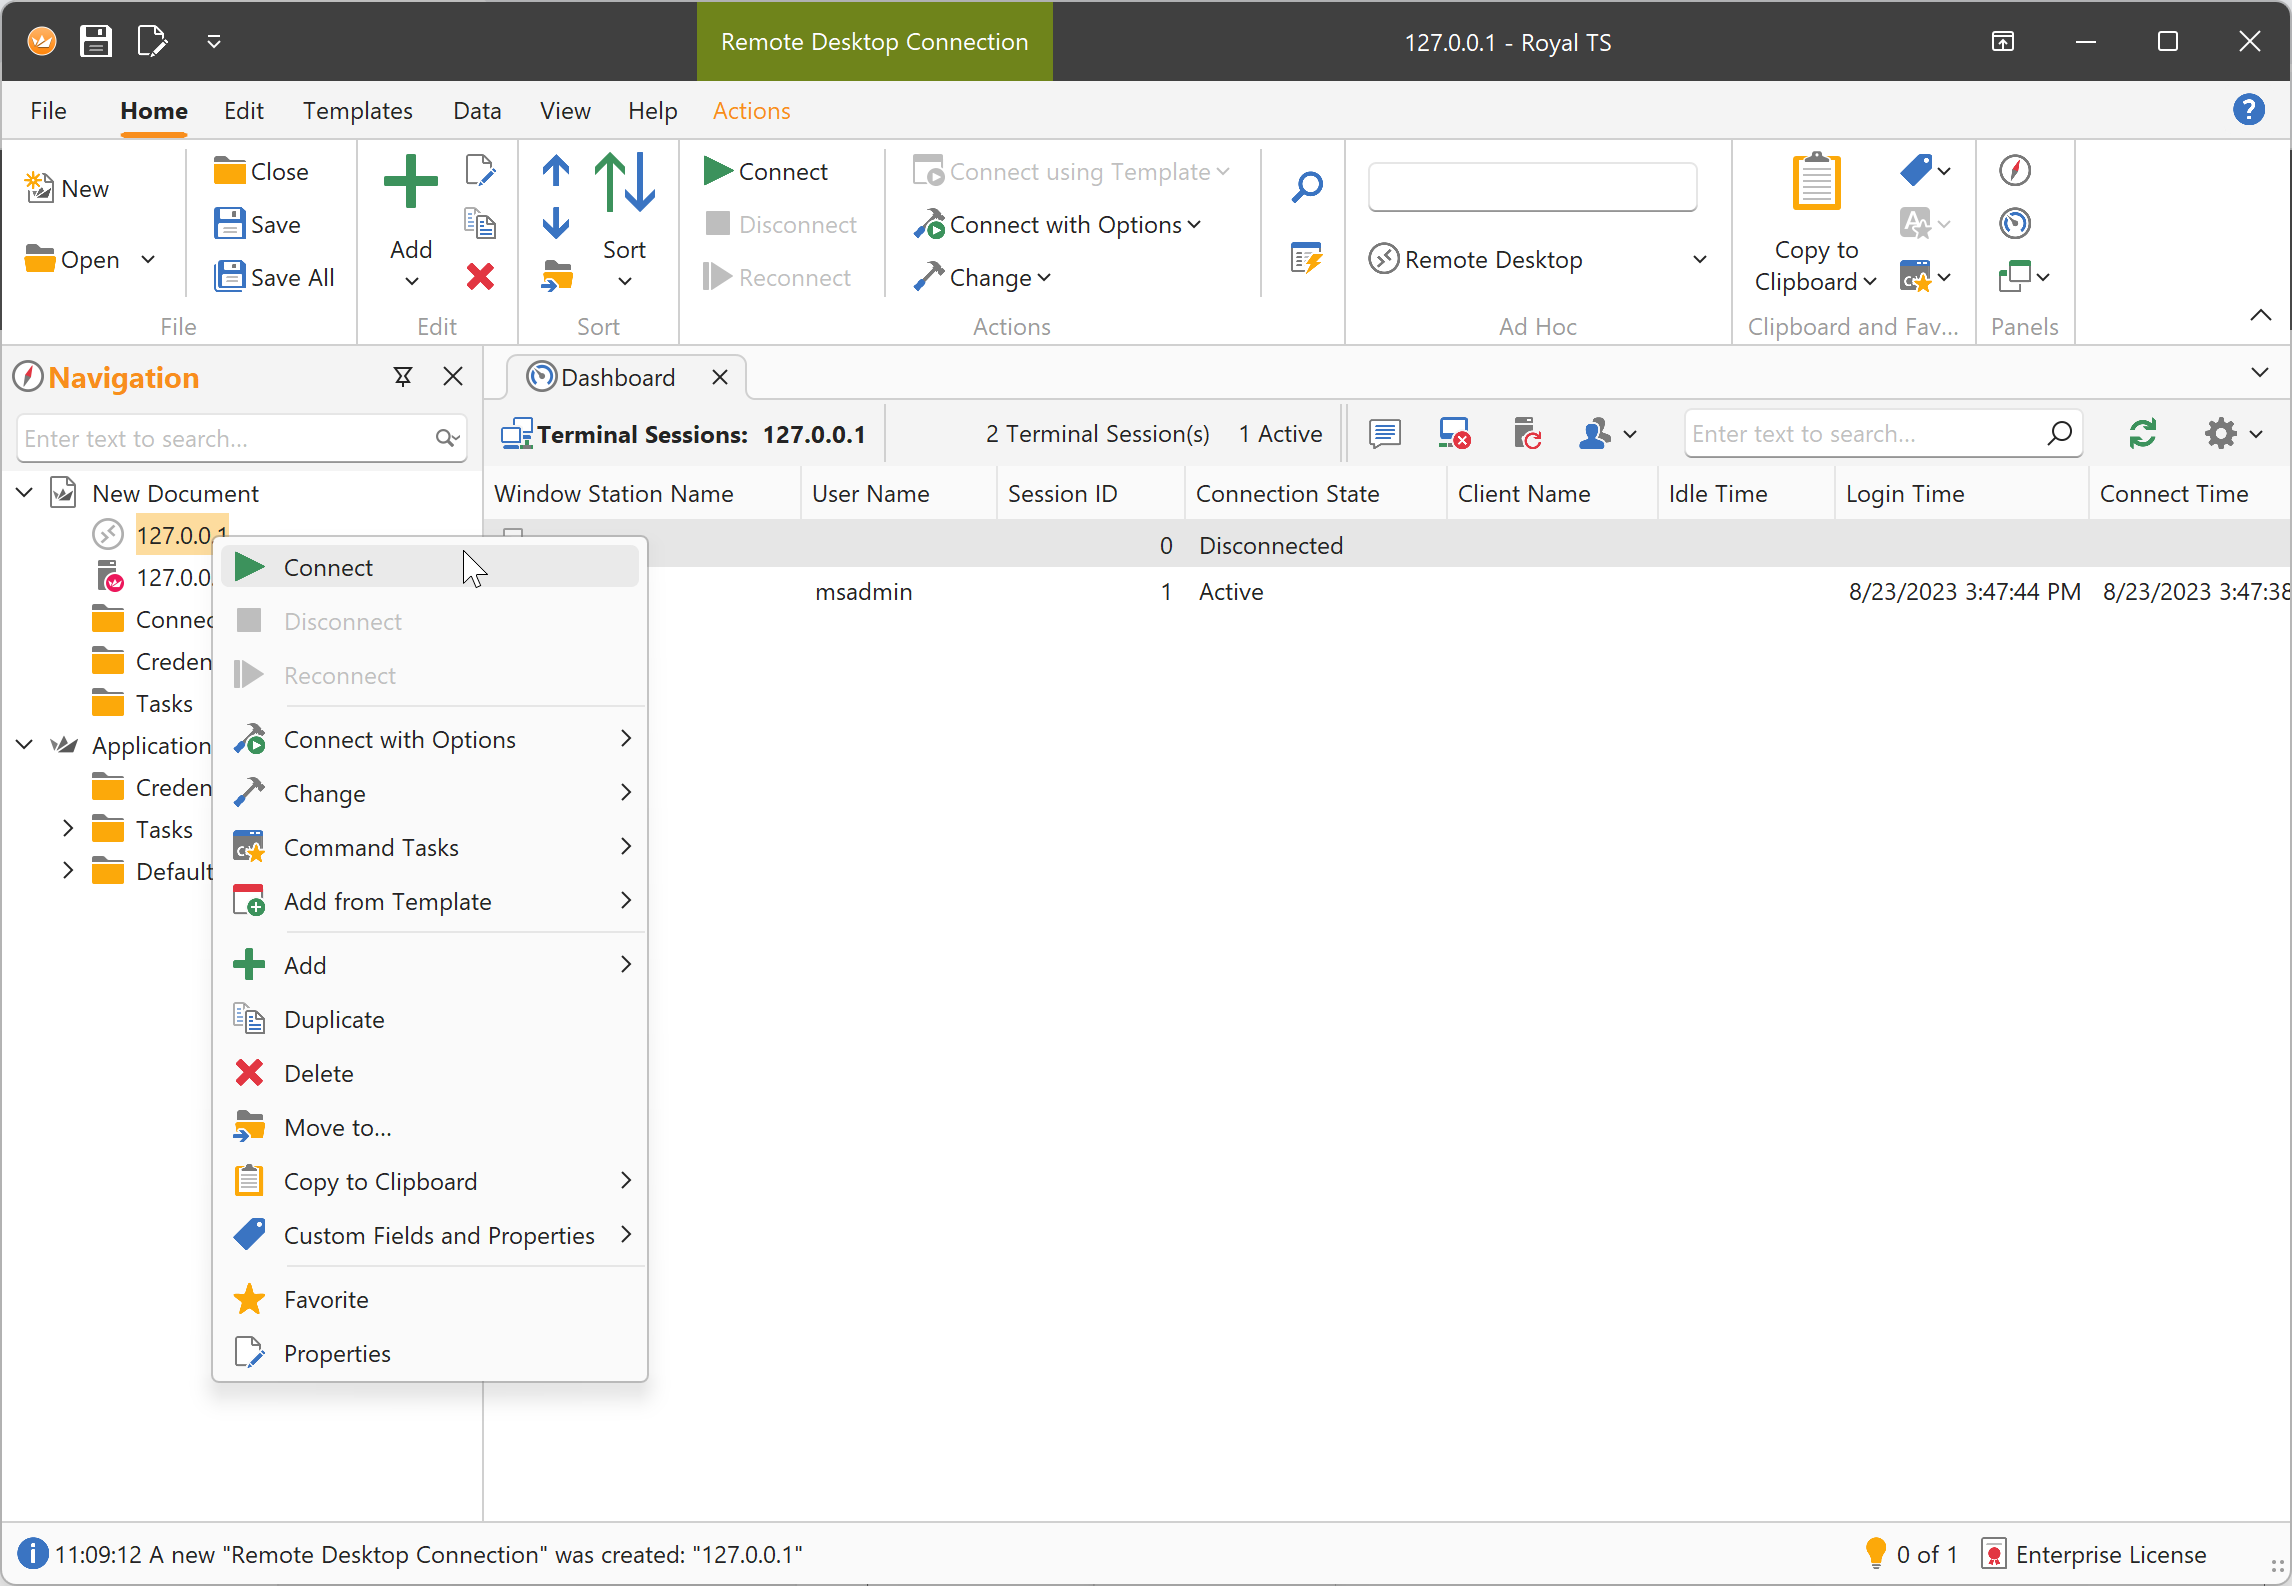 Remote Desktop Connection
127.0.0.1 - Royal TS
File Home Edit Templates Data View Help Actions
New
Open
Close
Save
Save All
File
Add
Edit
Sort
Sort
Connect
Disconnect
Reconnect
Connect using Template
Connect with Options
Change
Actions
Remote Desktop
Ad Hoc
Copy to
Clipboard
Clipboard and Fav...
Panels
Navigation
Enter text to search...
New Document
127.0.0.1
127.0.0.
Connec
Creden
Tasks
Application
Creden
Tasks
Default
Connect
Disconnect
Reconnect
Connect with Options
Change
Command Tasks
Add from Template
Add
Duplicate
Delete
Move to...
Copy to Clipboard
Custom Fields and Properties
Favorite
Properties
Dashboard
Terminal Sessions: 127.0.0.1
2 Terminal Session(s) 1 Active
Enter text to search...
Window Station Name User Name Session ID Connection State Client Name Idle Time Login Time Connect Time
0 Disconnected
msadmin 1 Active 8/23/2023 3:47:44 PM 8/23/2023 3:47:38
11:09:12 A new "Remote Desktop Connection" was created: "127.0.0.1"
0 of 1
Enterprise License